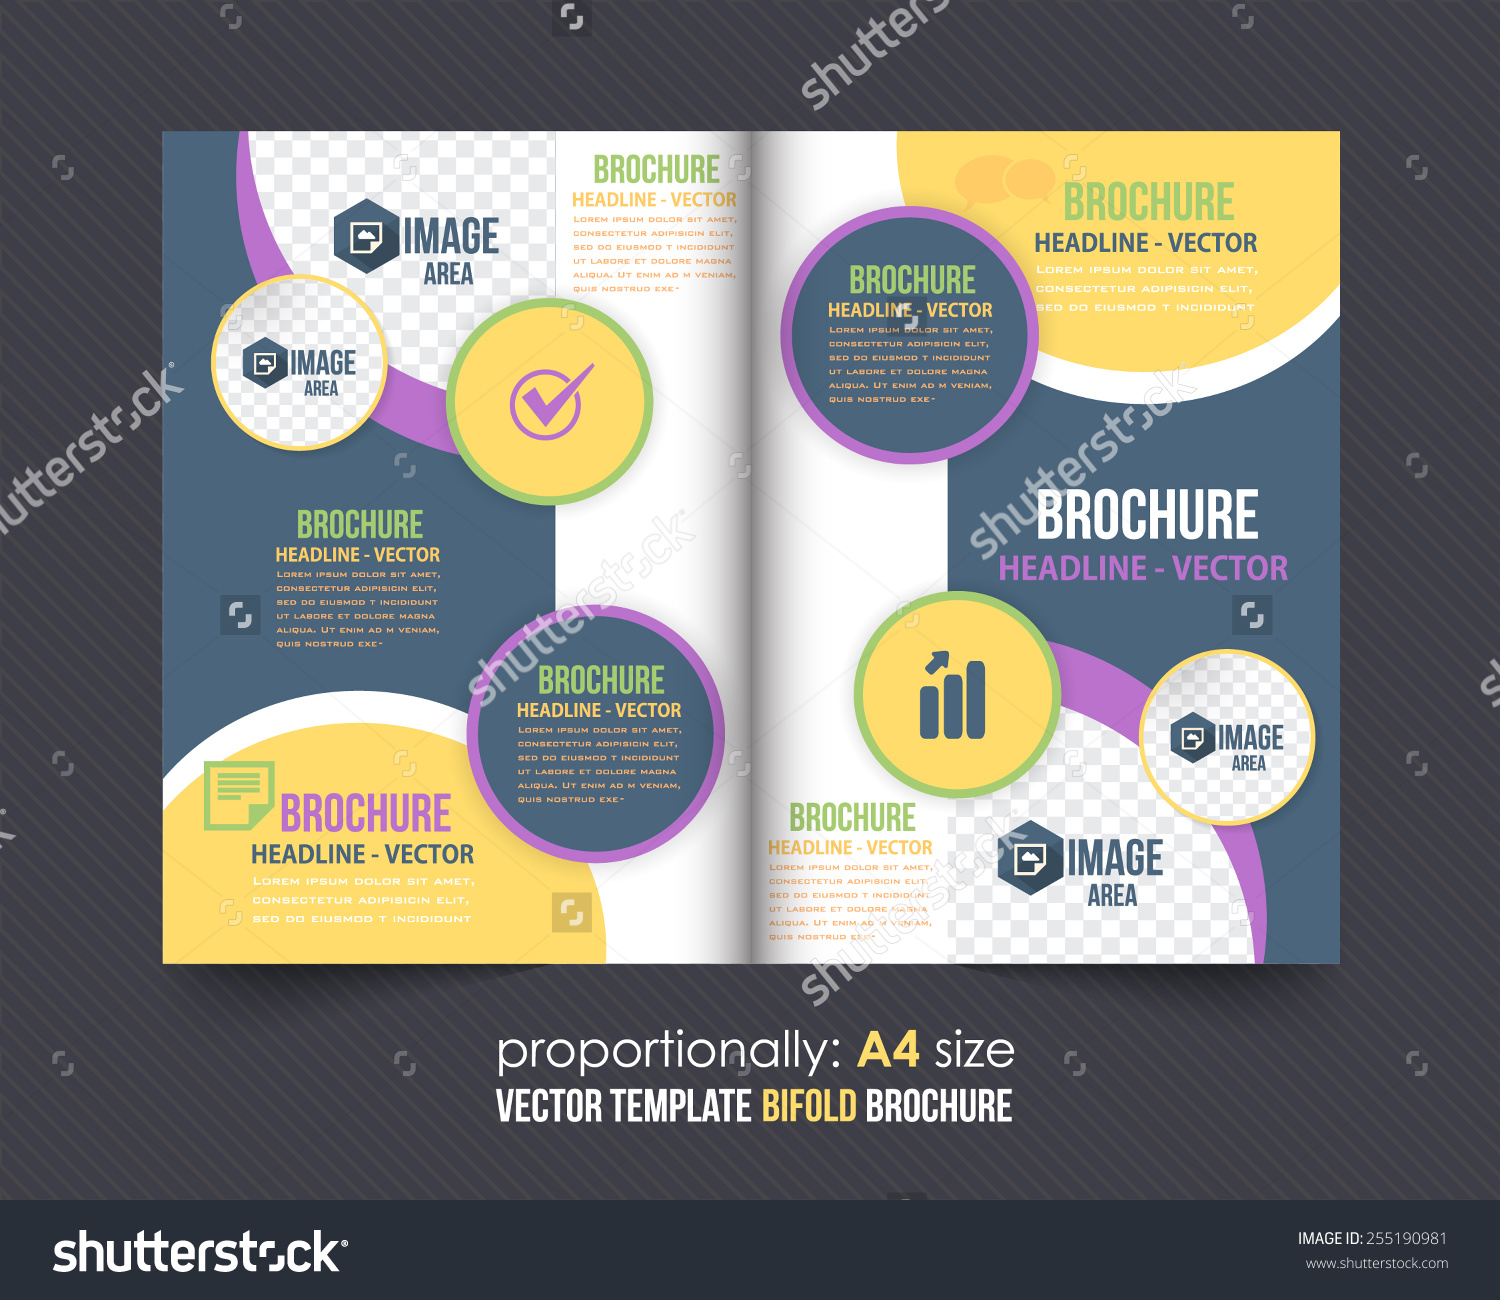 BROCHURE
HEADLINE - VECTOR
Lorem ipsum dolor sit amet,
consectetur adipisicin elit,
sed do eiusmod t incididunt
ut labore et dolore magna
aliqua. Ut enim ad m veniam,
quis nostrud exe-
IMAGE
AREA
IMAGE
AREA
BROCHURE
HEADLINE - VECTOR
Lorem ipsum dolor sit amet,
consectetur adipisicin elit,
sed do eiusmod t incididunt
ut labore et dolore magna
aliqua. Ut enim ad m veniam,
quis nostrud exe-
BROCHURE
HEADLINE - VECTOR
Lorem ipsum dolor sit amet,
consectetur adipisicin elit,
sed do eiusmod t incididunt
ut labore et dolore magna
aliqua. Ut enim ad m veniam,
quis nostrud exe-
BROCHURE
HEADLINE - VECTOR
Lorem ipsum dolor sit amet,
consectetur adipisicin elit,
sed do eiusmod t incididunt
BROCHURE
HEADLINE - VECTOR
Lorem ipsum dolor sit amet,
consectetur adipisicin elit,
sed do eiusmod t incididunt
BROCHURE
HEADLINE - VECTOR
Lorem ipsum dolor sit amet,
consectetur adipisicin elit,
sed do eiusmod t incididunt
ut labore et dolore magna
aliqua. Ut enim ad m veniam,
quis nostrud exe-
BROCHURE
HEADLINE - VECTOR
IMAGE
AREA
BROCHURE
HEADLINE - VECTOR
Lorem ipsum dolor sit amet,
consectetur adipisicin elit,
sed do eiusmod t incididunt
ut labore et dolore magna
aliqua. Ut enim ad m veniam,
quis nostrud exe-
IMAGE
AREA
proportionally: A4 size
VECTOR TEMPLATE BIFOLD BROCHURE
shutterstock
shutterstock
shutterstock
shutterstock
shutterstock
shutterstock®
IMAGE ID: 255190981
www.shutterstock.com